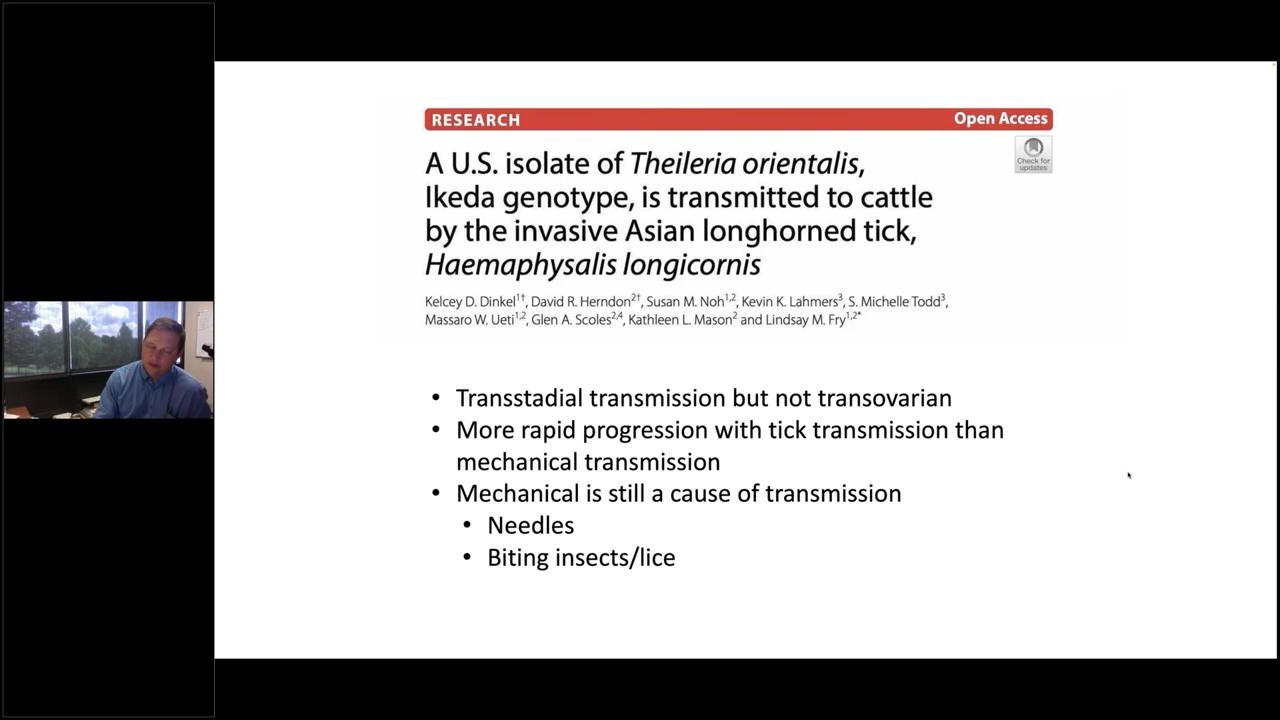 RESEARCH Open Access
Check for
updates
A U.S. isolate of Theileria orientalis,
Ikeda genotype, is transmitted to cattle
by the invasive Asian longhorned tick,
Haemaphysalis longicornis
Kelcey D. Dinkel1†, David R. Herndon2†, Susan M. Noh1,2, Kevin K. Lahmers3, S. Michelle Todd3,
Massaro W. Ueti1,2, Glen A. Scoles2,4, Kathleen L. Mason2 and Lindsay M. Fry1,2*
• Transstadial transmission but not transovarian
• More rapid progression with tick transmission than
mechanical transmission
• Mechanical is still a cause of transmission
• Needles
• Biting insects/lice